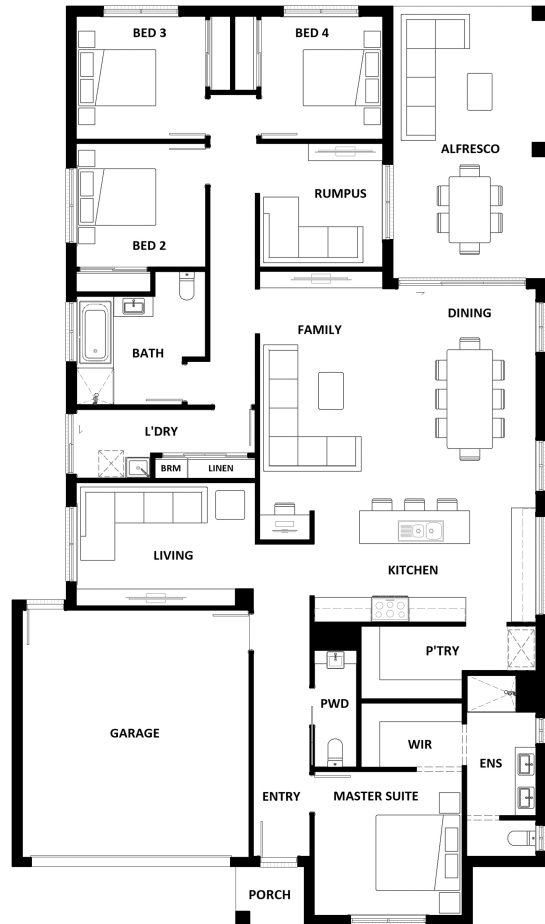 BED 3
BED 4
ALFRESCO
RUMPUS
BED 2
DINING
FAMILY
BATH
L'DRY
BRM
LINEN
LIVING
KITCHEN
P'TRY
PWD
GARAGE
WIR
ENS
ENTRY
MASTER SUITE
PORCH